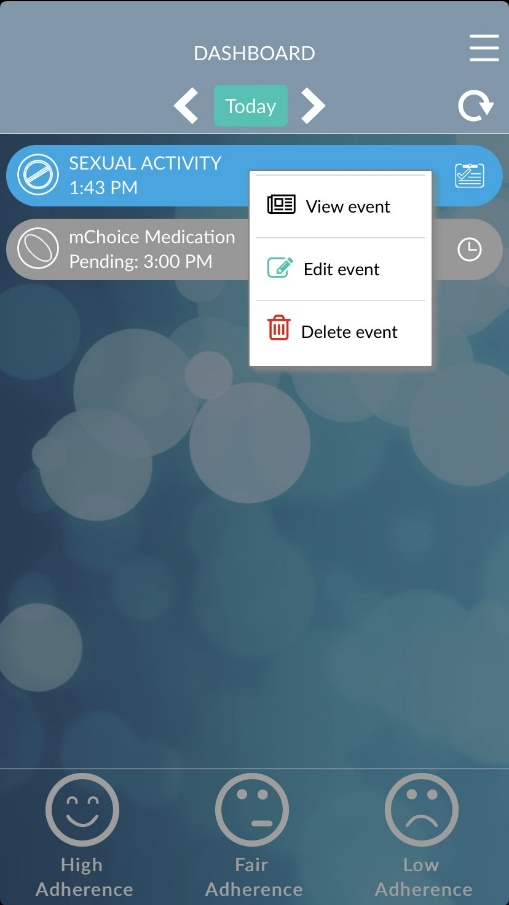 DASHBOARD
Today
SEXUAL ACTIVITY
1:43 PM
View event
mChoice Medication
Pending: 3:00 PM
Edit event
Delete event
High
Adherence
Fair
Adherence
Low
Adherence